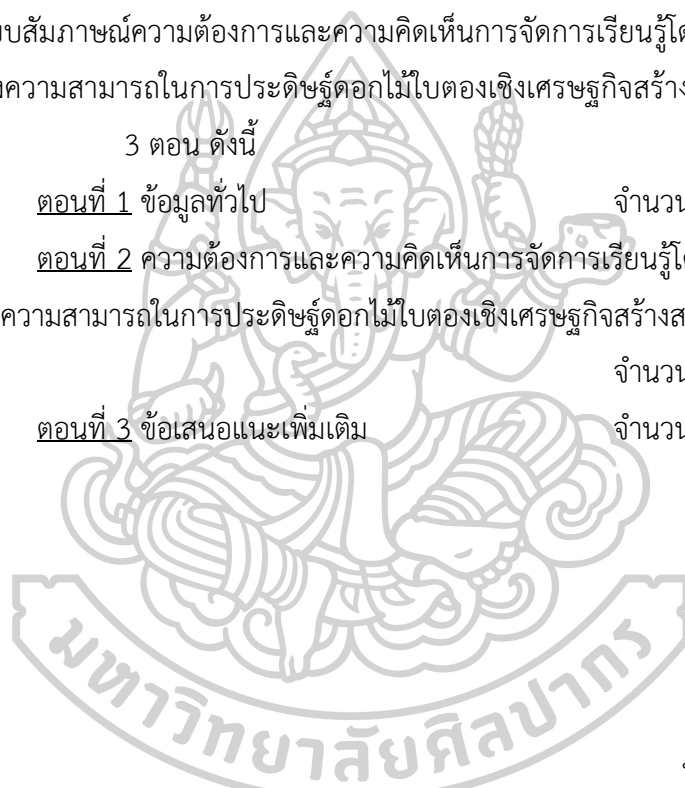 บสัมภาษณ์ความต้องการและความคิดเห็นการจัดการเรียนรู้โด
งความสามารถในการประดิษฐ์ดอกไม้ใบตองเชิงเศรษฐกิจสร้าง
3 ตอน ดังนี้
ตอนที่ 1 ข้อมูลทั่วไป จำนวน
ตอนที่ 2 ความต้องการและความคิดเห็นการจัดการเรียนรู้โด
ความสามารถในการประดิษฐ์ดอกไม้ใบตองเชิงเศรษฐกิจสร้างส
จำนวน
ตอนที่ 3 ข้อเสนอแนะเพิ่มเติม จำนวน
มหาวิทยาลัยศิลปากร